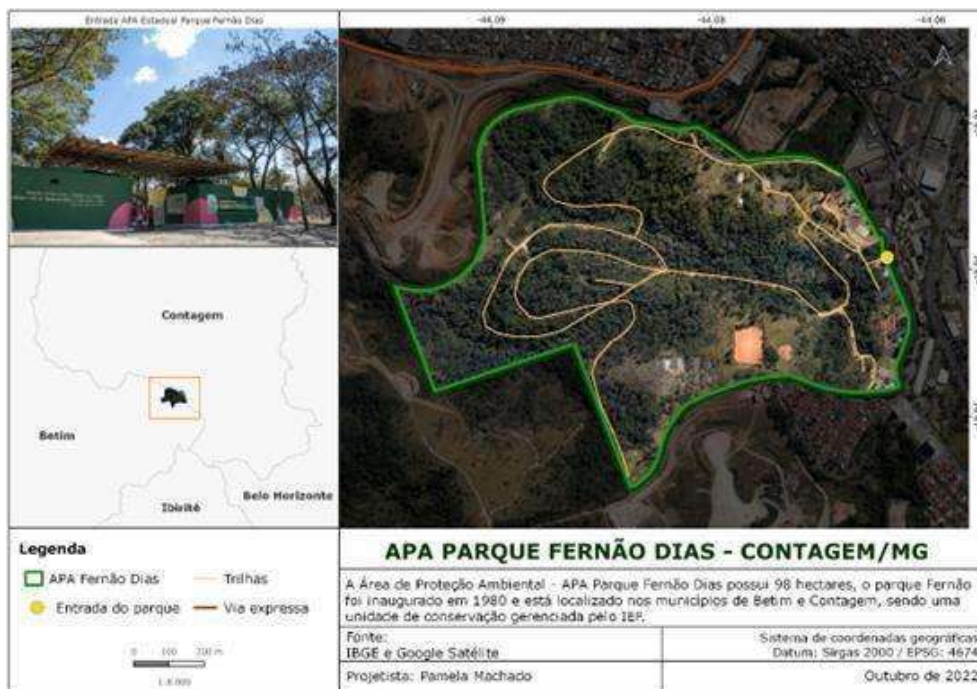 Entrada APA Estadual Parque Fernão Dias
-44.09
-44.08
-44.06
Contagem
Betim
Belo Horizonte
Ibirité
Legenda
APA Fernão Dias
Trilhas
Entrada do parque
Via expressa
0 100 200 m
1:8.000
APA PARQUE FERNÃO DIAS - CONTAGEM/MG
A Área de Proteção Ambiental - APA Parque Fernão Dias possui 98 hectares, o parque Fernão
foi inaugurado em 1980 e está localizado nos municípios de Betim e Contagem, sendo uma
unidade de conservação gerenciada pelo IEF.
Fonte:
IBGE e Google Satélite
Sistema de coordenadas geográficas
Datum: Sirgas 2000 / EPSG: 4674
Projetista: Pamela Machado
Outubro de 2022